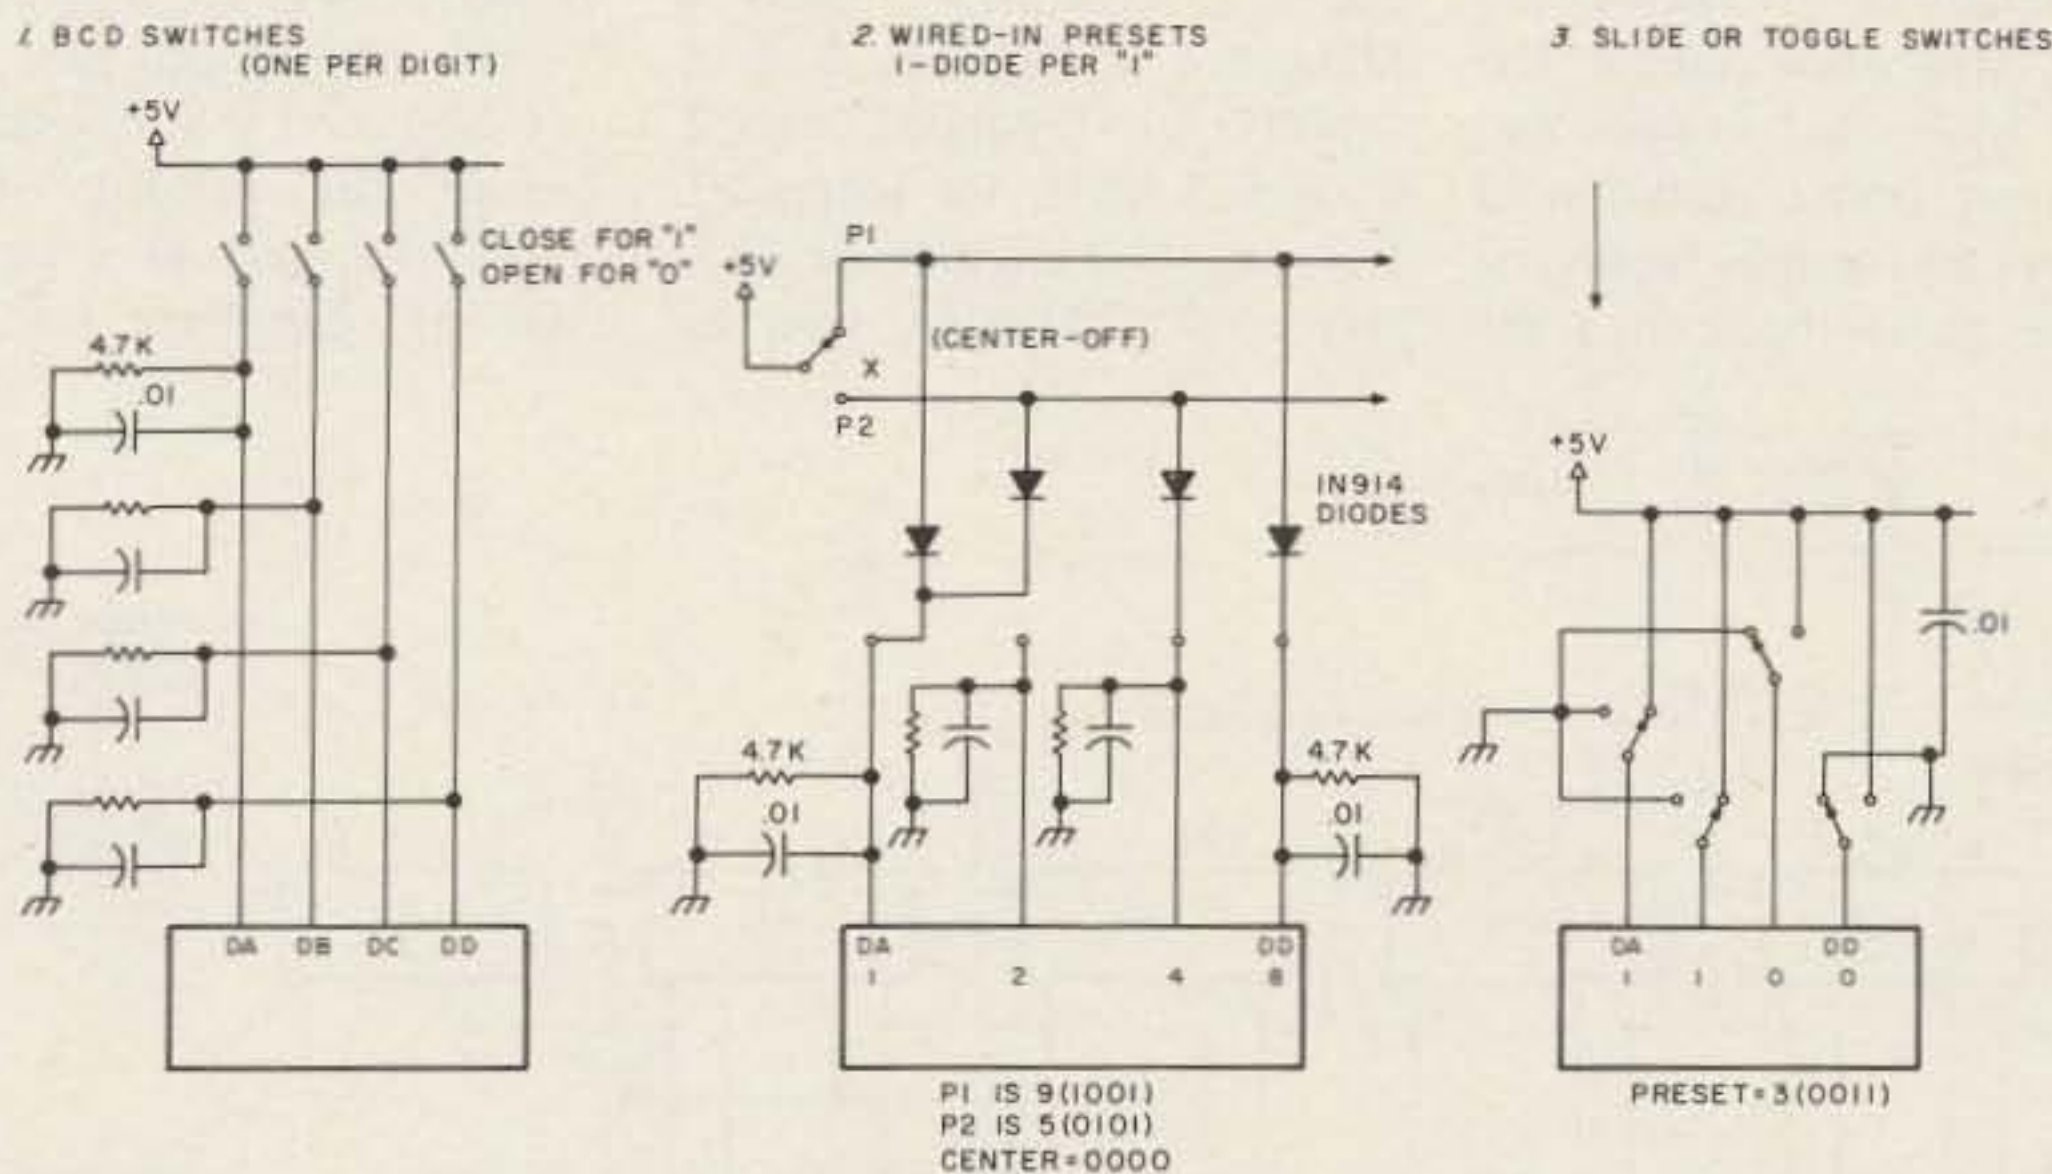 1. BCD SWITCHES
(ONE PER DIGIT)
+5V
CLOSE FOR "1"
OPEN FOR "0"
4.7K
.01
DA DB DC DD
2. WIRED-IN PRESETS
1-DIODE PER "1"
P1
+5V
(CENTER-OFF)
X
P2
IN914
DIODES
4.7K
.01
4.7K
.01
DA DD
1 2 4 8
P1 IS 9(1001)
P2 IS 5(0101)
CENTER=0000
3. SLIDE OR TOGGLE SWITCHES
+5V
.01
DA DD
1 1 0 0
PRESET=3(0011)